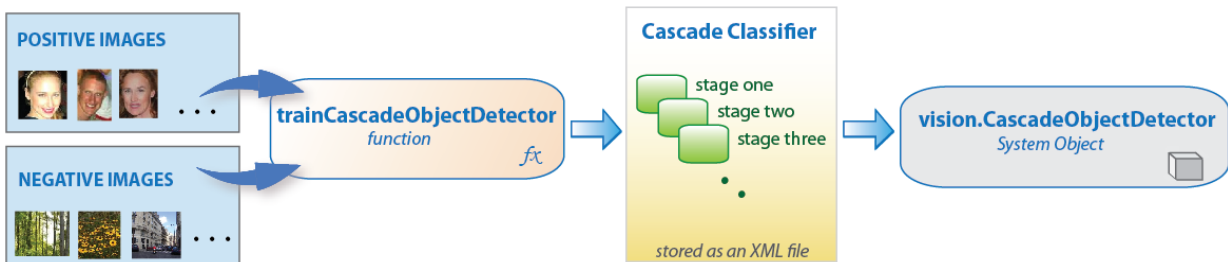 POSITIVE IMAGES
. . .
NEGATIVE IMAGES
. . .
trainCascadeObjectDetector
function
fx
Cascade Classifier
stage one
stage two
stage three
stored as an XML file
vision.CascadeObjectDetector
System Object